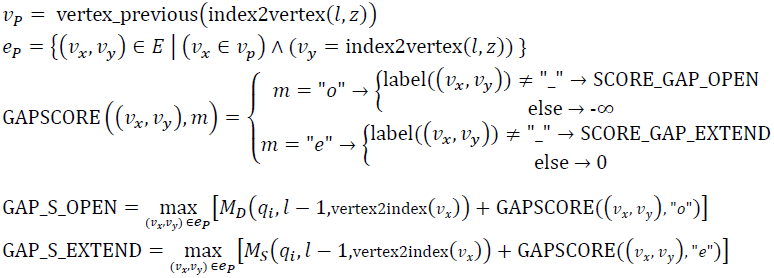 v_P = vertex_previous(index2vertex(l, z))
e_P = {(v_x, v_y) ∈ E | (v_x ∈ v_p) ∧ (v_y = index2vertex(l, z)) }
GAPSCORE((v_x, v_y), m) = { m = "o" → { label((v_x, v_y)) ≠ "_" → SCORE_GAP_OPEN
else → -∞
m = "e" → { label((v_x, v_y)) ≠ "_" → SCORE_GAP_EXTEND
else → 0
GAP_S_OPEN = max_{(v_x,v_y)∈e_P} [M_D(q_i, l − 1, vertex2index(v_x)) + GAPSCORE((v_x, v_y), "o")]
GAP_S_EXTEND = max_{(v_x,v_y)∈e_P} [M_S(q_i, l − 1, vertex2index(v_x)) + GAPSCORE((v_x, v_y), "e")]